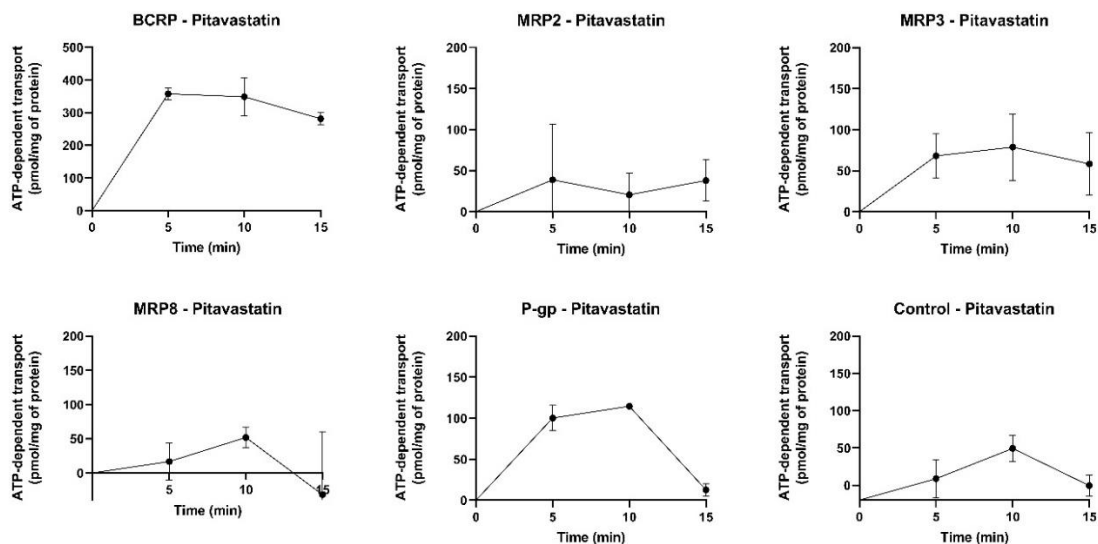 BCRP - Pitavastatin
ATP-dependent transport
(pmol/mg of protein)
500
400
300
200
100
0
0
5
10
15
Time (min)
MRP2 - Pitavastatin
ATP-dependent transport
(pmol/mg of protein)
200
150
100
50
0
0
5
10
15
Time (min)
MRP3 - Pitavastatin
ATP-dependent transport
(pmol/mg of protein)
200
150
100
50
0
0
5
10
15
Time (min)
MRP8 - Pitavastatin
ATP-dependent transport
(pmol/mg of protein)
200
150
100
50
0
5
10
15
Time (min)
P-gp - Pitavastatin
ATP-dependent transport
(pmol/mg of protein)
200
150
100
50
0
0
5
10
15
Time (min)
Control - Pitavastatin
ATP-dependent transport
(pmol/mg of protein)
200
150
100
50
0
0
5
10
15
Time (min)